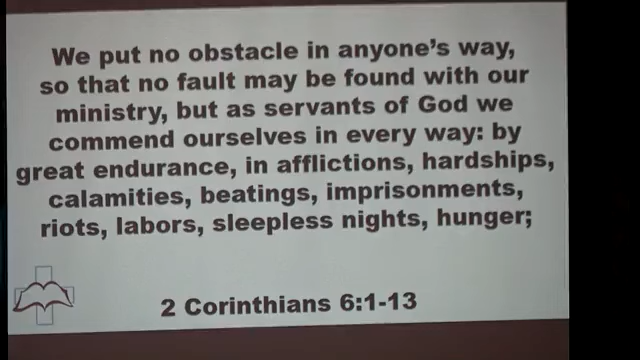 We put no obstacle in anyone's way,
so that no fault may be found with our
ministry, but as servants of God we
commend ourselves in every way: by
great endurance, in afflictions, hardships,
calamities, beatings, imprisonments,
riots, labors, sleepless nights, hunger;
2 Corinthians 6:1-13